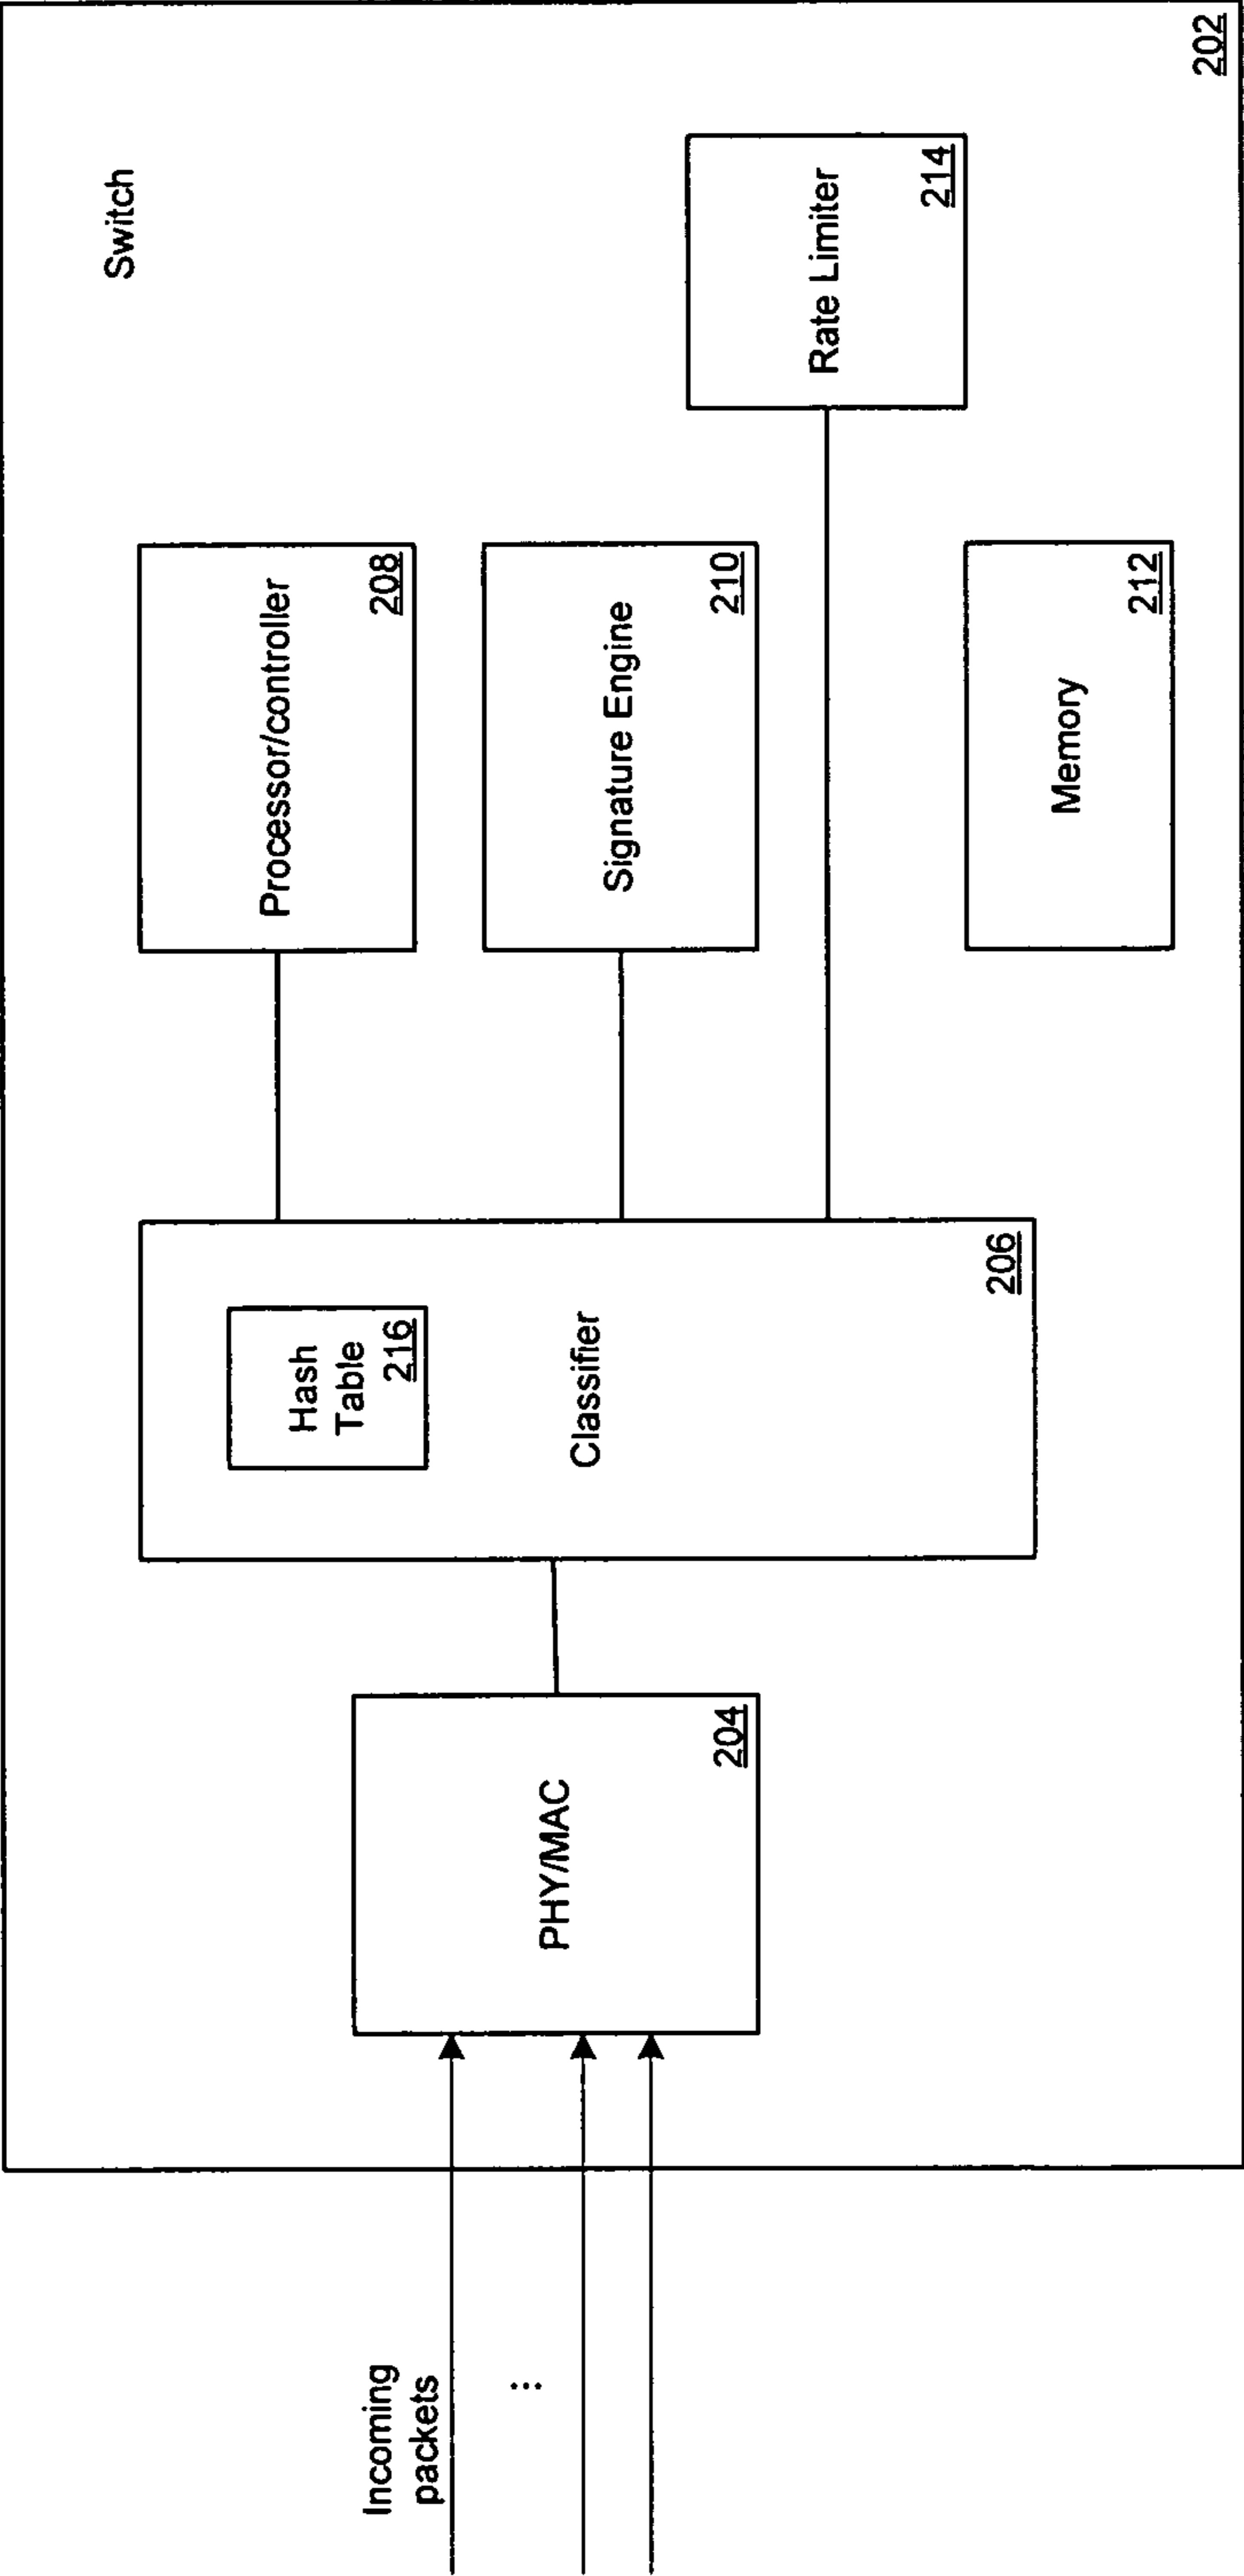 Switch
Incoming
packets
...
PHY/MAC
204
Hash
Table
216
Classifier
206
Processor/controller
208
Signature Engine
210
Rate Limiter
214
Memory
212
202